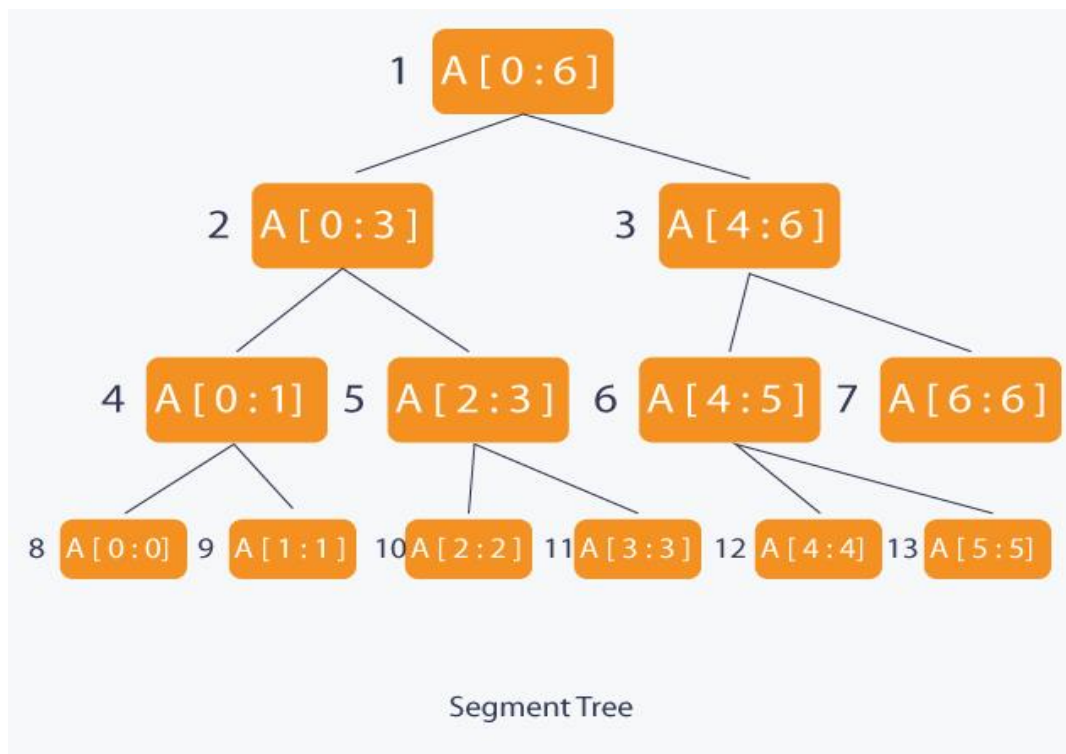 1 A [ 0 : 6 ]
2 A [ 0 : 3 ] 3 A [ 4 : 6 ]
4 A [ 0 : 1] 5 A [ 2 : 3 ] 6 A [ 4 : 5 ] 7 A [ 6 : 6 ]
8 A [ 0 : 0] 9 A [ 1 : 1 ] 10 A [ 2 : 2 ] 11 A [ 3 : 3 ] 12 A [ 4 : 4] 13 A [ 5 : 5]
Segment Tree